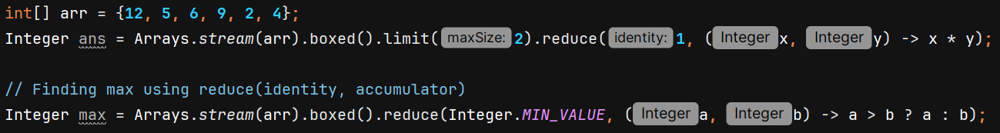 int[] arr = {12, 5, 6, 9, 2, 4};
Integer ans = Arrays.stream(arr).boxed().limit( maxSize: 2).reduce( identity: 1, ( Integer x, Integer y) -> x * y);
// Finding max using reduce(identity, accumulator)
Integer max = Arrays.stream(arr).boxed().reduce(Integer.MIN_VALUE, ( Integer a, Integer b) -> a > b ? a : b);